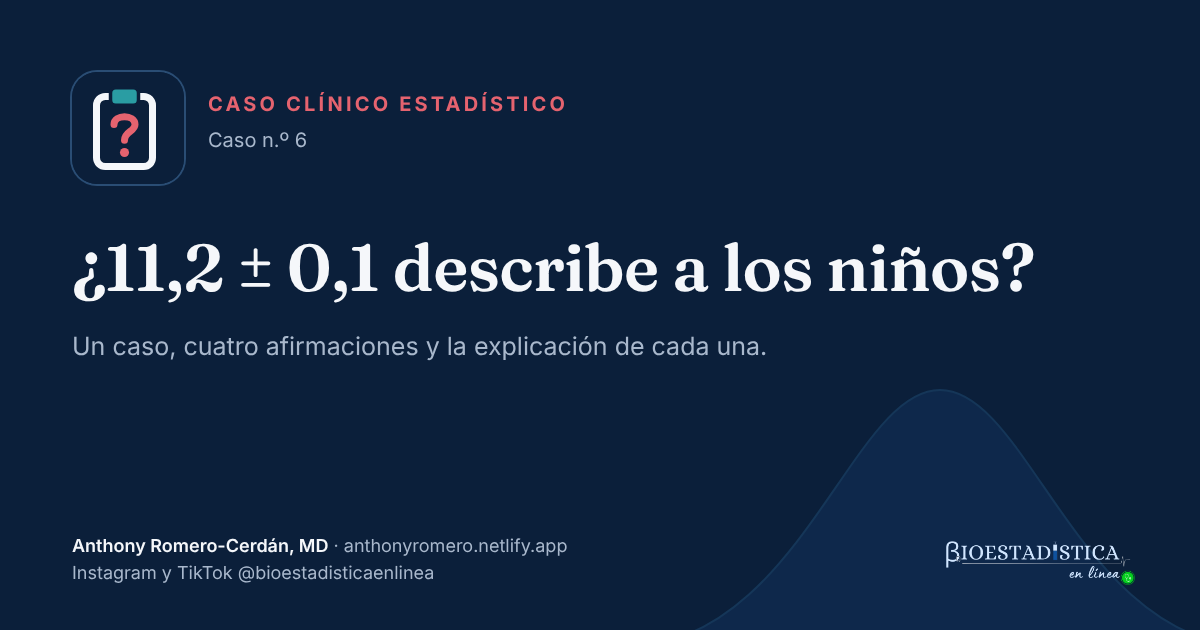 CASO CLÍNICO ESTADÍSTICO
Caso n.º 6
¿11,2 ± 0,1 describe a los niños?
Un caso, cuatro afirmaciones y la explicación de cada una.
Anthony Romero-Cerdán, MD · anthonyromero.netlify.app
Instagram y TikTok @bioestadisticaenlinea
βIOESTADÍSTICA
en línea